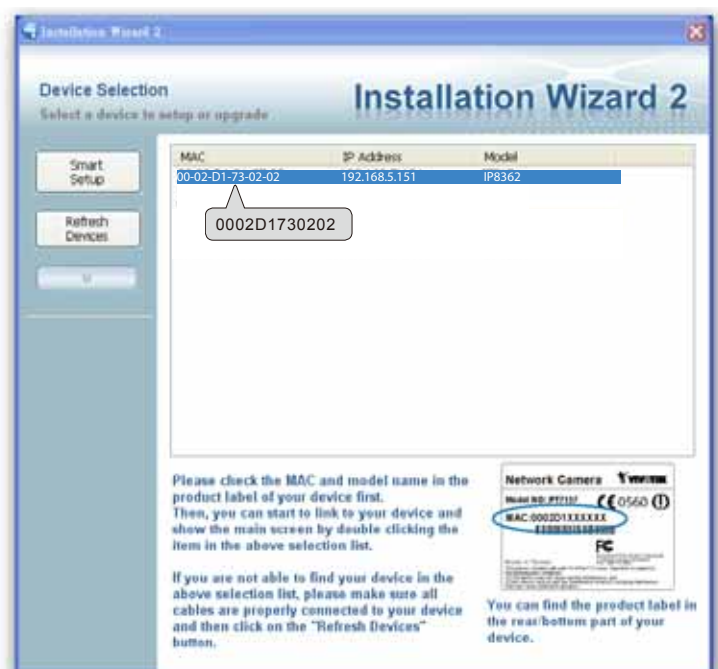 Installation Wizard 2
Device Selection
Select a device to setup or upgrade
Installation Wizard 2
Smart
Setup
Refresh
Devices
MAC IP Address Model
00-02-D1-73-02-02 192.168.5.151 IP8362
0002D1730202
Please check the MAC and model name in the
product label of your device first.
Then, you can start to link to your device and
show the main screen by double clicking the
item in the above selection list.
If you are not able to find your device in the
above selection list, please make sure all
cables are properly connected to your device
and then click on the "Refresh Devices"
button.
Network Camera VIVOTEK
Model NO: PT7137 CE0560
MAC:0002D1XXXXXX
FC
You can find the product label in
the rear/bottom part of your
device.